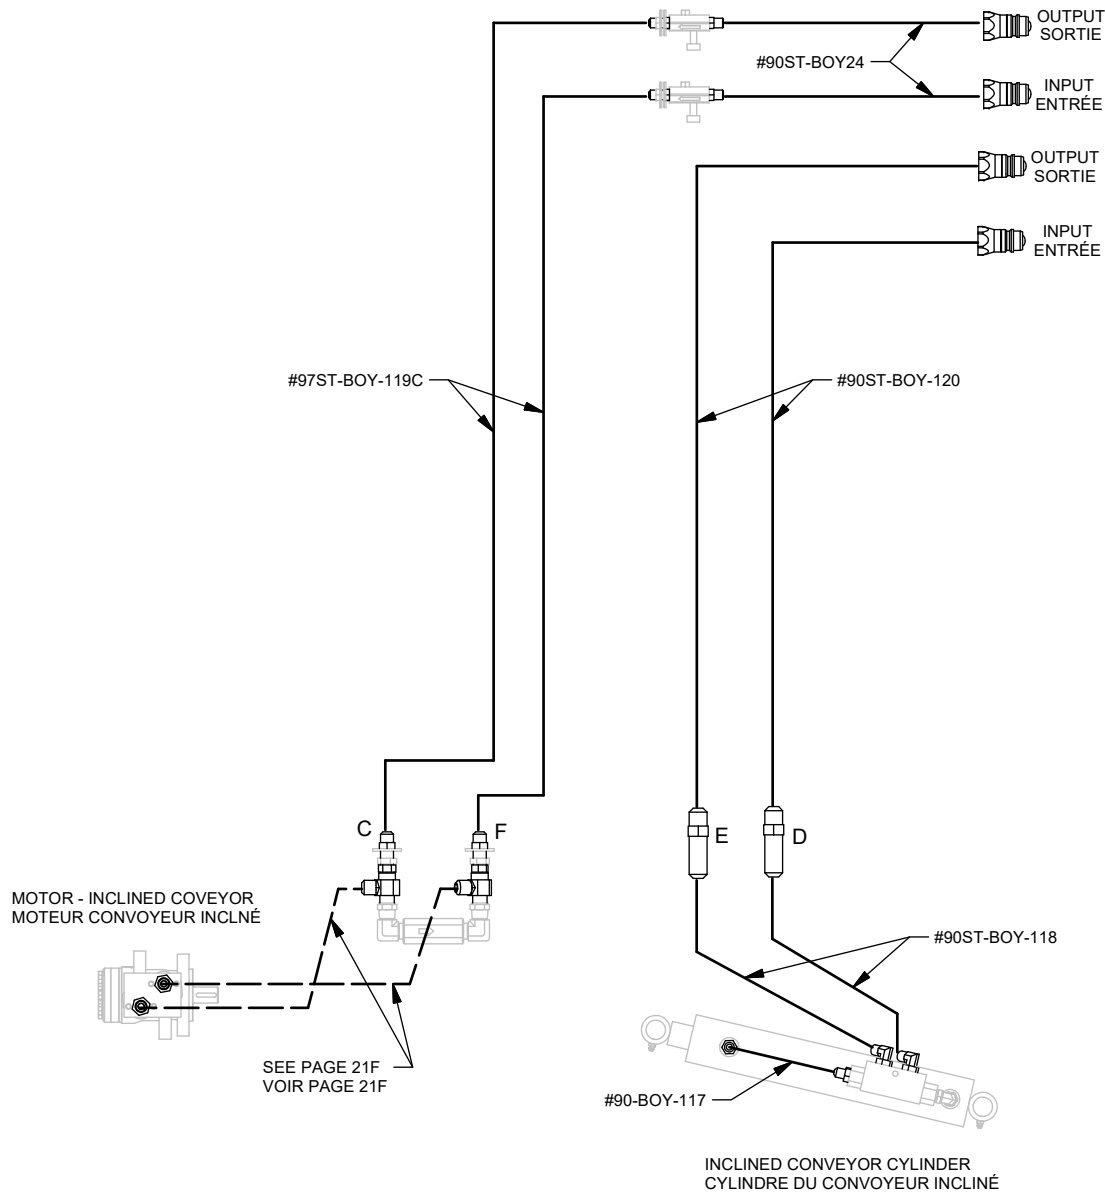 OUTPUT
SORTIE
#90ST-BOY24
INPUT
ENTRÉE
OUTPUT
SORTIE
INPUT
ENTRÉE
#97ST-BOY-119C
#90ST-BOY-120
C
F
E
D
MOTOR - INCLINED COVEYOR
MOTEUR CONVOYEUR INCLNÉ
#90ST-BOY-118
SEE PAGE 21F
VOIR PAGE 21F
#90-BOY-117
INCLINED CONVEYOR CYLINDER
CYLINDRE DU CONVOYEUR INCLINÉ